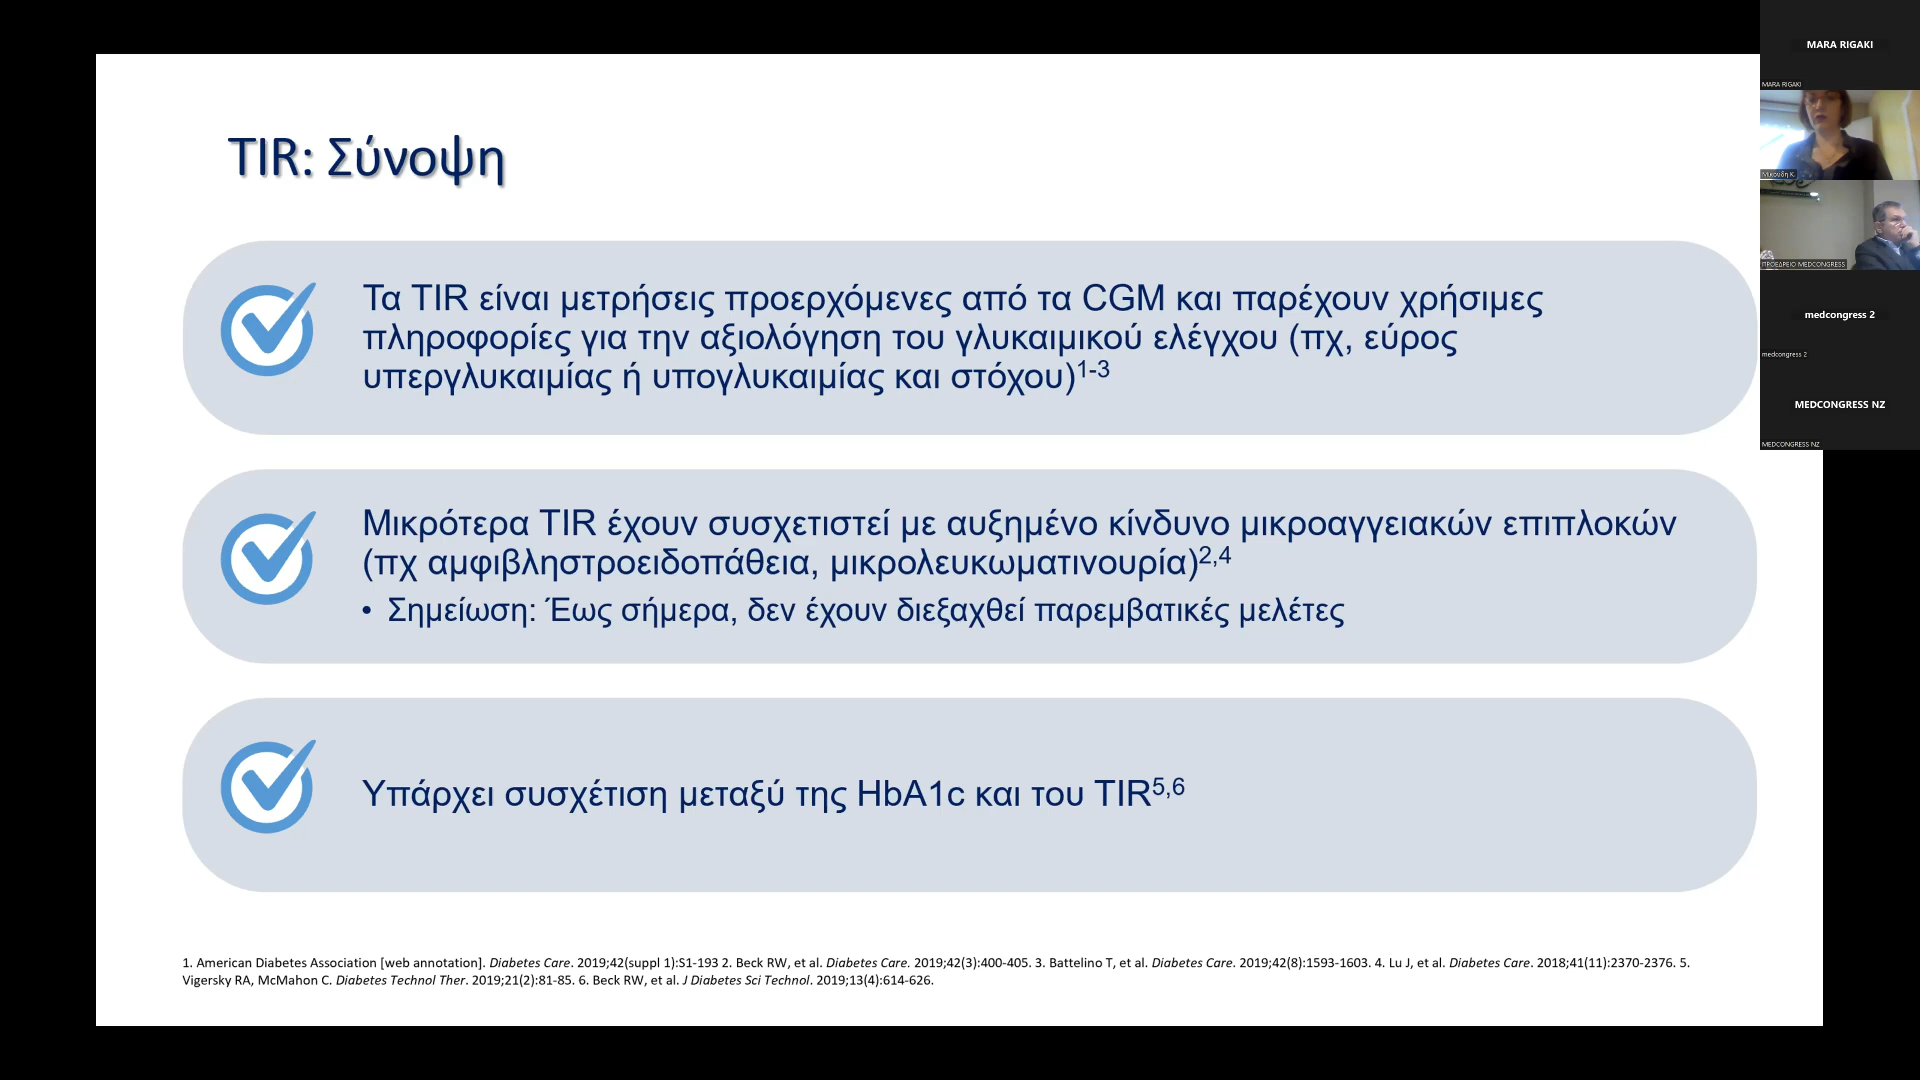 TIR: Σύνοψη
Τα TIR είναι μετρήσεις προερχόμενες από τα CGM και παρέχουν χρήσιμες
πληροφορίες για την αξιολόγηση του γλυκαιμικού ελέγχου (πχ, εύρος
υπεργλυκαιμίας ή υπογλυκαιμίας και στόχου)1-3
Μικρότερα TIR έχουν συσχετιστεί με αυξημένο κίνδυνο μικροαγγειακών επιπλοκών
(πχ αμφιβληστροειδοπάθεια, μικρολευκωματινουρία)2,4
• Σημείωση: Έως σήμερα, δεν έχουν διεξαχθεί παρεμβατικές μελέτες
Υπάρχει συσχέτιση μεταξύ της HbA1c και του TIR5,6
1. American Diabetes Association [web annotation]. Diabetes Care. 2019;42(suppl 1):S1-193 2. Beck RW, et al. Diabetes Care. 2019;42(3):400-405. 3. Battelino T, et al. Diabetes Care. 2019;42(8):1593-1603. 4. Lu J, et al. Diabetes Care. 2018;41(11):2370-2376. 5.
Vigersky RA, McMahon C. Diabetes Technol Ther. 2019;21(2):81-85. 6. Beck RW, et al. J Diabetes Sci Technol. 2019;13(4):614-626.
MARA RIGAKI
MARA RIGAKI
Μικούδη Κ.
ΠΡΟΕΔΡΕΙΟ MEDCONGRESS
medcongress 2
medcongress 2
MEDCONGRESS NZ
MEDCONGRESS NZ